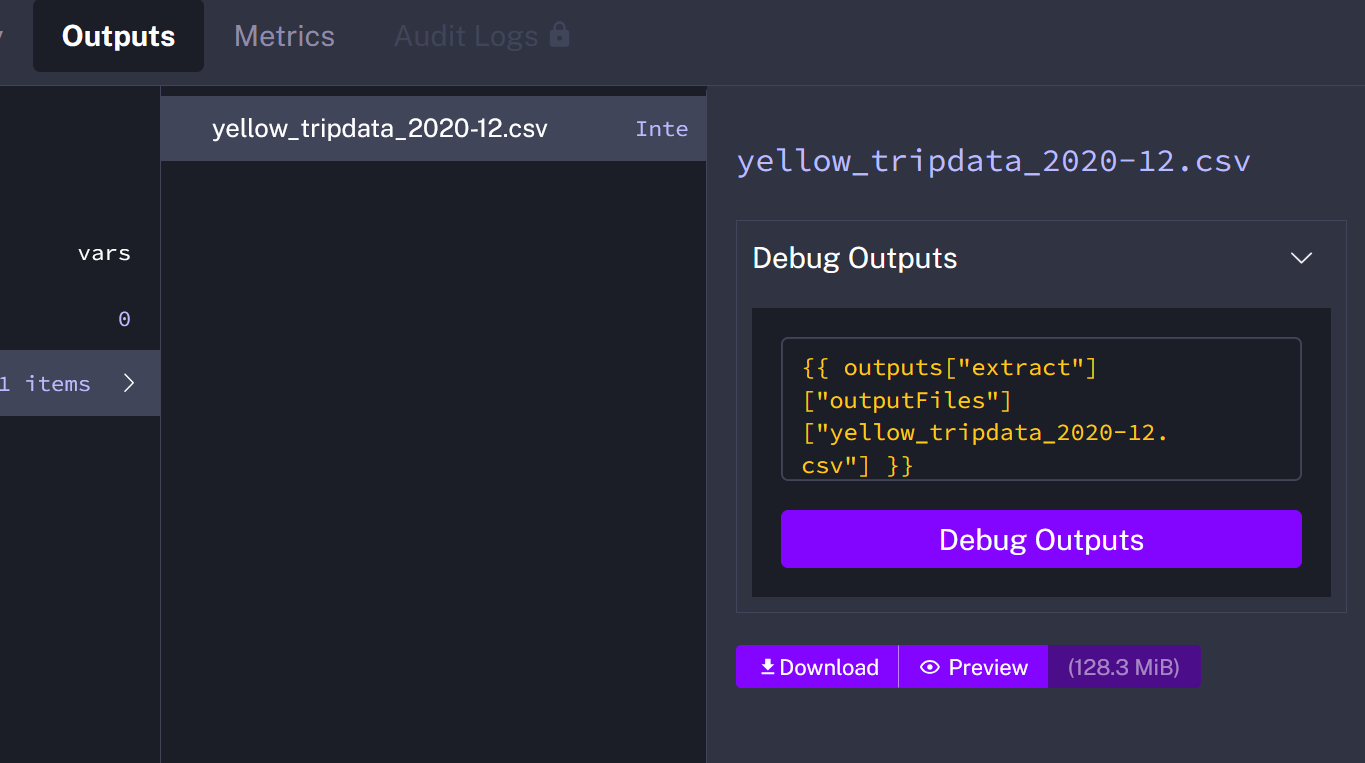 Outputs
Metrics
Audit Logs
vars
0
1 items
yellow_tripdata_2020-12.csv
Inte
yellow_tripdata_2020-12.csv
Debug Outputs
{{ outputs["extract"]
["outputFiles"]
["yellow_tripdata_2020-12.
csv"] }}
Debug Outputs
Download
Preview
(128.3 MiB)